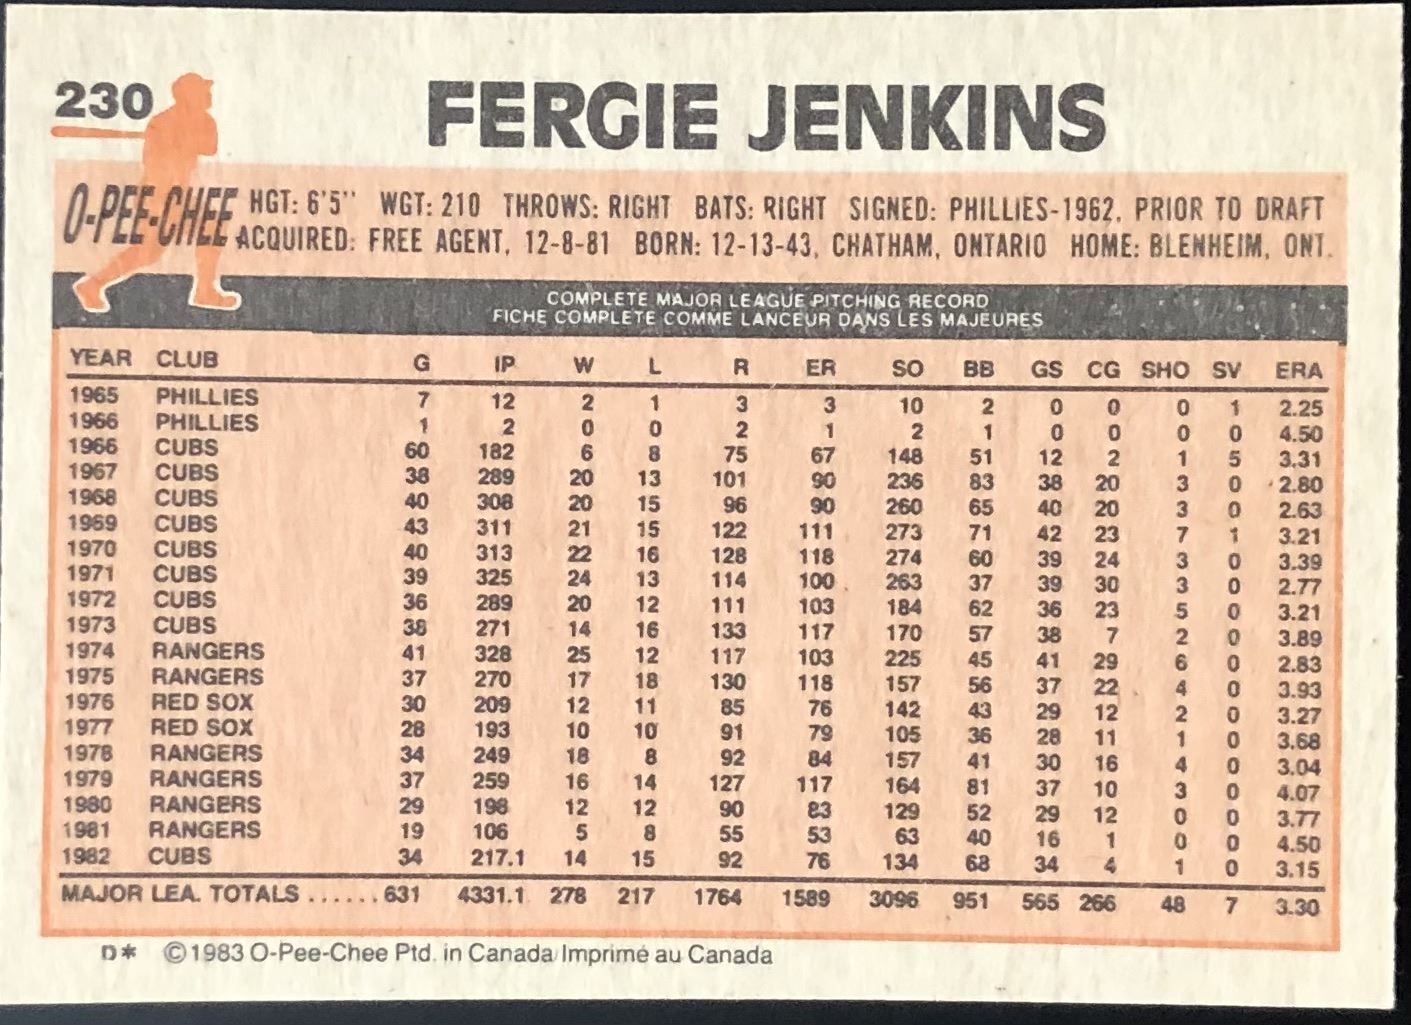 230
FERGIE JENKINS
O-PEE-CHEE
HGT: 6'5" WGT: 210 THROWS: RIGHT BATS: RIGHT SIGNED: PHILLIES-1962, PRIOR TO DRAFT
ACQUIRED: FREE AGENT, 12-8-81 BORN: 12-13-43, CHATHAM, ONTARIO HOME: BLENHEIM, ONT.
COMPLETE MAJOR LEAGUE PITCHING RECORD
FICHE COMPLETE COMME LANCEUR DANS LES MAJEURES
YEAR CLUB G IP W L R ER SO BB GS CG SHO SV ERA
1965 PHILLIES 7 12 2 1 3 3 10 2 0 0 0 1 2.25
1966 PHILLIES 1 2 0 0 2 1 2 1 0 0 0 0 4.50
1966 CUBS 60 182 6 8 75 67 148 51 12 2 1 5 3.31
1967 CUBS 38 289 20 13 101 90 236 83 38 20 3 0 2.80
1968 CUBS 40 308 20 15 96 90 260 65 40 20 3 0 2.63
1969 CUBS 43 311 21 15 122 111 273 71 42 23 7 1 3.21
1970 CUBS 40 313 22 16 128 118 274 60 39 24 3 0 3.39
1971 CUBS 39 325 24 13 114 100 263 37 39 30 3 0 2.77
1972 CUBS 36 289 20 12 111 103 184 62 36 23 5 0 3.21
1973 CUBS 38 271 14 16 133 117 170 57 38 7 2 0 3.89
1974 RANGERS 41 328 25 12 117 103 225 45 41 29 6 0 2.83
1975 RANGERS 37 270 17 18 130 118 157 56 37 22 4 0 3.93
1976 RED SOX 30 209 12 11 85 76 142 43 29 12 2 0 3.27
1977 RED SOX 28 193 10 10 91 79 105 36 28 11 1 0 3.68
1978 RANGERS 34 249 18 8 92 84 157 41 30 16 4 0 3.04
1979 RANGERS 37 259 16 14 127 117 164 81 37 10 3 0 4.07
1980 RANGERS 29 198 12 12 90 83 129 52 29 12 0 0 3.77
1981 RANGERS 19 106 5 8 55 53 63 40 16 1 0 0 4.50
1982 CUBS 34 217.1 14 15 92 76 134 68 34 4 1 0 3.15
MAJOR LEA. TOTALS ......631 4331.1 278 217 1764 1589 3096 951 565 266 48 7 3.30
D* ©1983 O-Pee-Chee Ptd. in Canada/Imprimé au Canada